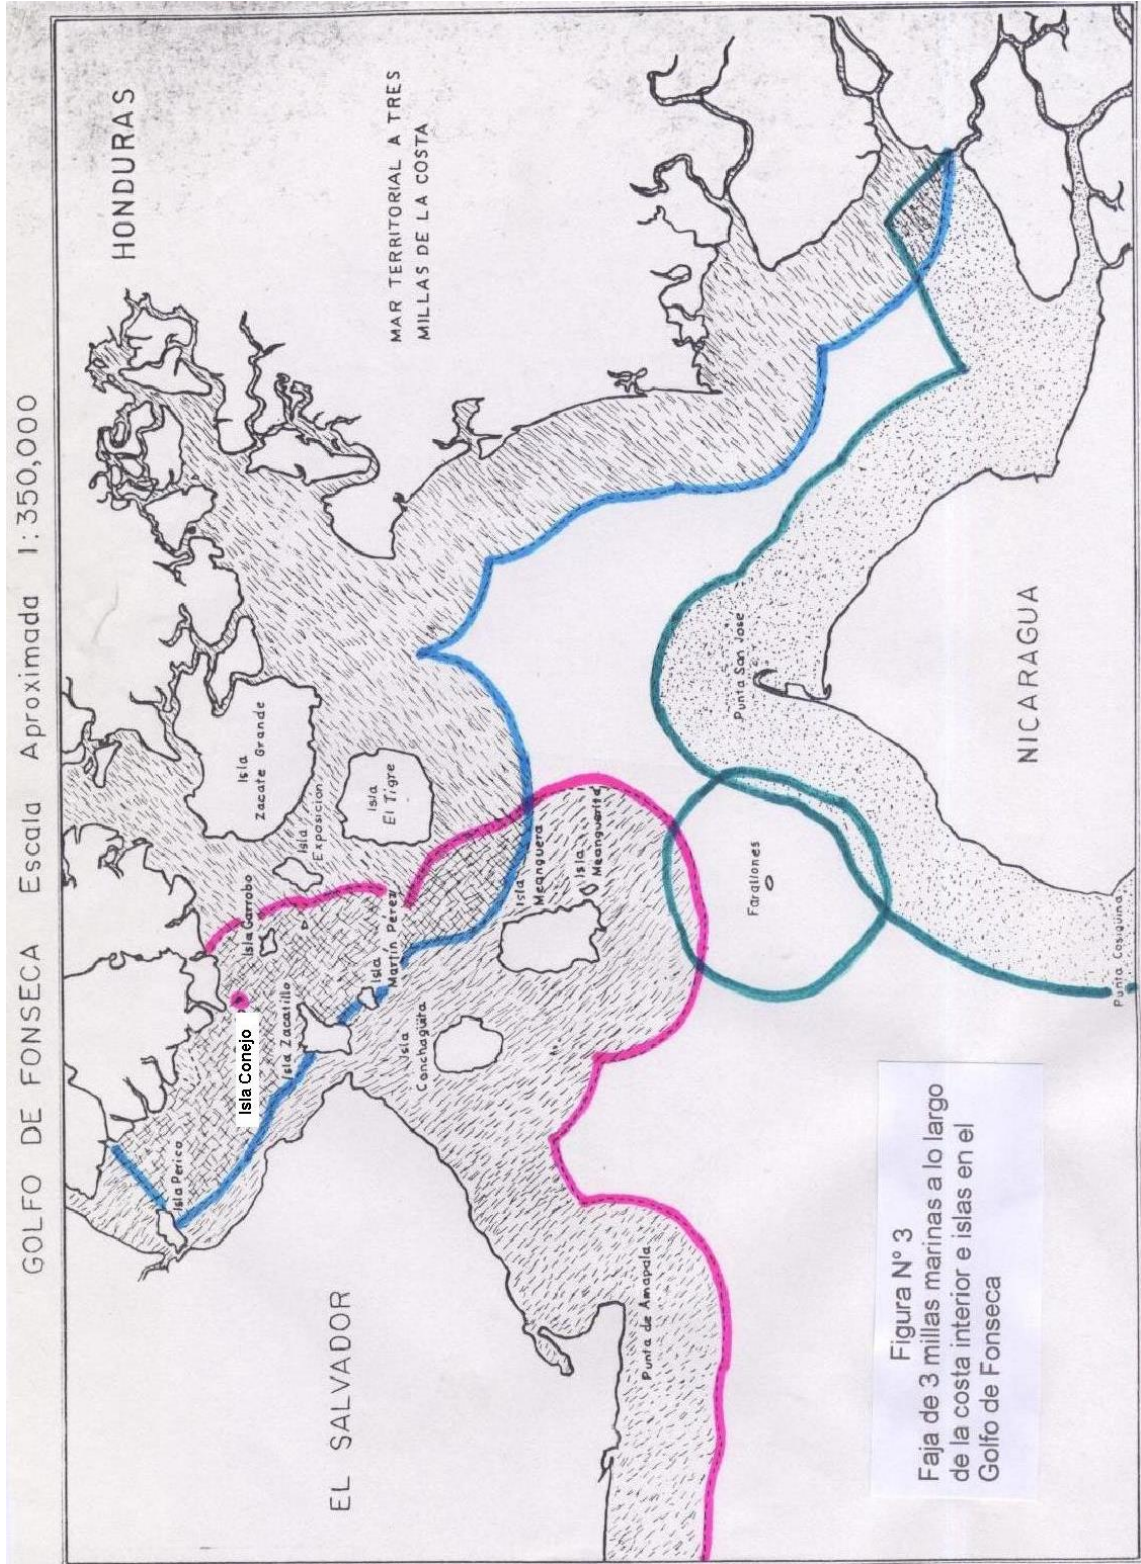 GOLFO DE FONSECA Escala Aproximada 1:350,000
HONDURAS
MAR TERRITORIAL A TRES
MILLAS DE LA COSTA
Isla
Zacate Grande
Isla
Exposicion
Isla
El Tigre
Isla Garrobo
Isla Conejo
Isla Zacatillo
Isla Perico
Isla
Martin Perez
Isla
Conchagüita
Isla
Meanguera
Isla
Meanguerita
Farallones
Punta San Jose
Punta Cosiguina
NICARAGUA
EL SALVADOR
Punta de Amapala
Figura N° 3
Faja de 3 millas marinas a lo largo
de la costa interior e islas en el
Golfo de Fonseca